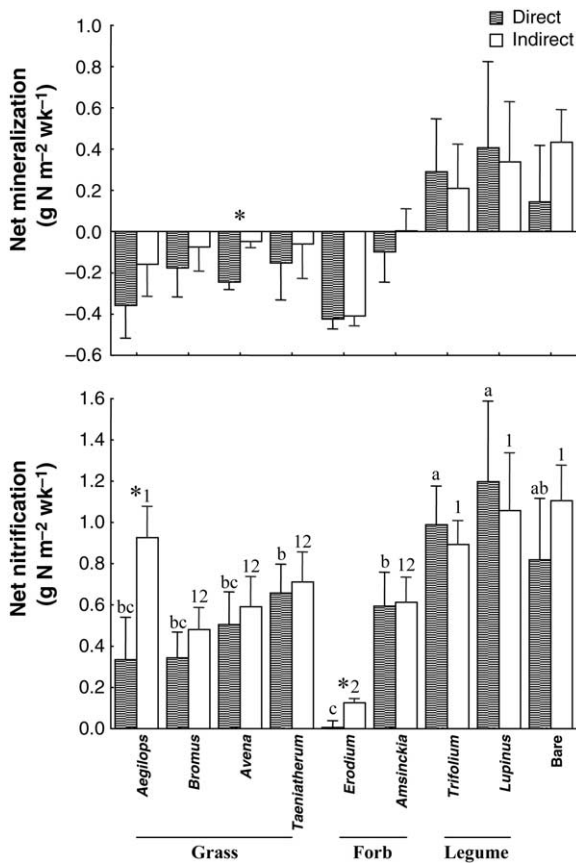 Direct
Indirect
Net mineralization
(g N m–2 wk–1)
1.0
0.8
0.6
0.4
0.2
0.0
–0.2
–0.4
–0.6
*
Net nitrification
(g N m–2 wk–1)
1.6
1.4
1.2
1.0
0.8
0.6
0.4
0.2
0.0
bc * 1 bc 12 bc 12 b 12 c *2 b 12 a 1 a 1 ab 1
Aegilops
Bromus
Avena
Taeniatherum
Erodium
Amsinckia
Trifolium
Lupinus
Bare
Grass Forb Legume